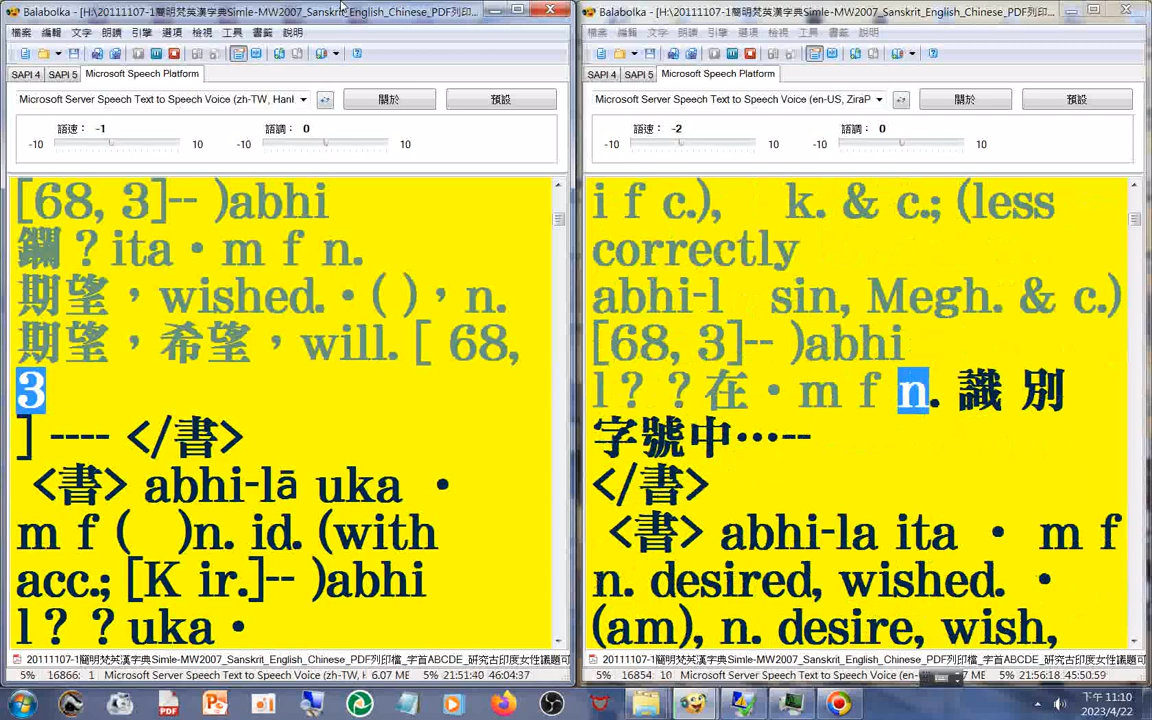 Balabolka - [H:\20111107-1簡明梵英漢字典Simle-MW2007_Sanskrit_English_Chinese_PDF列印...
檔案 編輯 文字 朗讀 引擎 選項 檢視 工具 書籤 說明
SAPI 4 SAPI 5 Microsoft Speech Platform
Microsoft Server Speech Text to Speech Voice (zh-TW, Hanl
關於 預設
語速： -1 語調： 0
-10 10 -10 10
[68, 3]-- )abhi
鑭？ita・m f n.
期望，wished.・( )，n.
期望，希望，will. [ 68,
3
] ---- </書>
<書> abhi-lā uka ・
m f ( )n. id. (with
acc.; [K ir.]-- )abhi
l？？uka・
20111107-1簡明梵英漢字典Simle-MW2007_Sanskrit_English_Chinese_PDF列印檔_字首ABCDE_研究古印度女性議題可
5% 16866: 1 Microsoft Server Speech Text to Speech Voice (zh-TW, H 6.07 ME 5% 21:51:40 46:04:37
Balabolka - [H:\20111107-1簡明梵英漢字典Simle-MW2007_Sanskrit_English_Chinese_PDF列印...
檔案 編輯 文字 朗讀 引擎 選項 檢視 工具 書籤 說明
SAPI 4 SAPI 5 Microsoft Speech Platform
Microsoft Server Speech Text to Speech Voice (en-US, ZiraP
關於 預設
語速： -2 語調： 0
-10 10 -10 10
i f c.), k. & c.; (less
correctly
abhi-l sin, Megh. & c.)
[68, 3]-- )abhi
l？？在・m f n. 識 別
字號中…--
</書>
<書> abhi-la ita ・ m f
n. desired, wished. ・
(am), n. desire, wish,
20111107-1簡明梵英漢字典Simle-MW2007_Sanskrit_English_Chinese_PDF列印檔_字首ABCDE_研究古印度女性議題可
5% 16854: 10 Microsoft Server Speech Text to Speech Voice (en- 5% 21:56:18 45:50:59
下午 11:10
2023/4/22